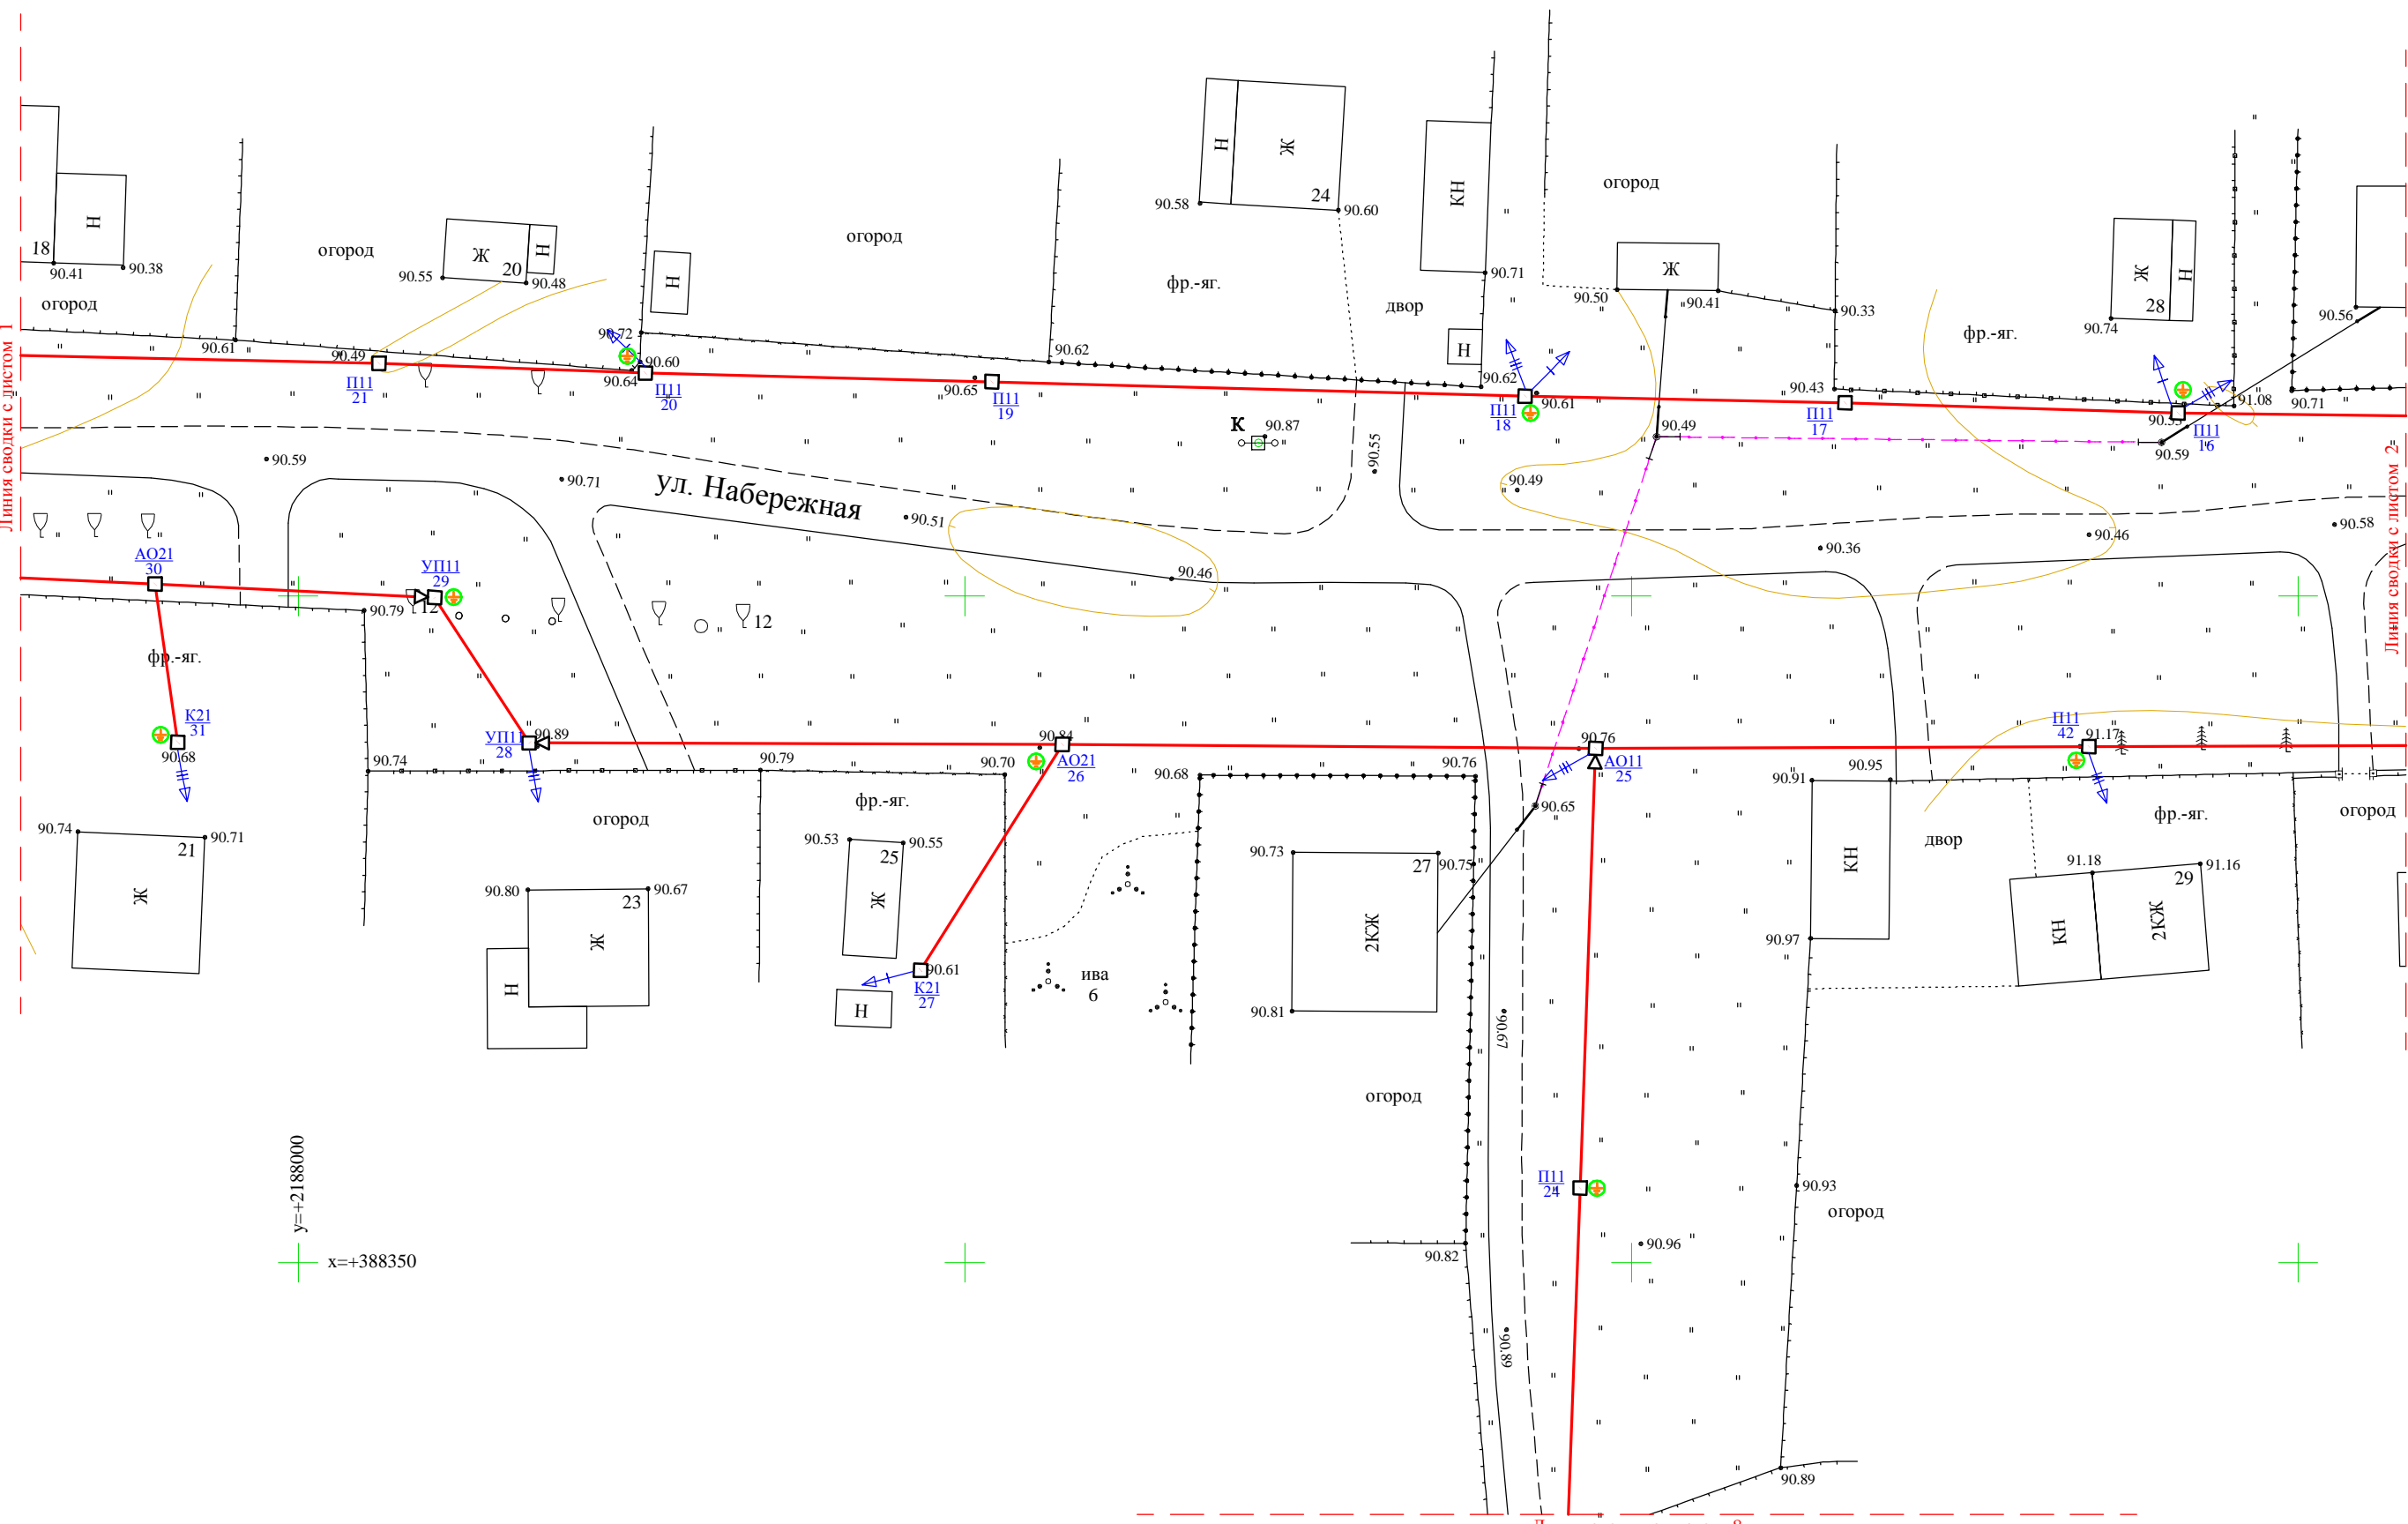 24
Н
Ж
90.58
90.60
КН
90.71
огород
18
Н
90.41
90.38
огород
огород
Ж
20
Н
90.55
90.48
огород
Н
фр.-яг.
двор
Н
Ж
90.50
90.41
90.33
фр.-яг.
Ж
28
Н
90.74
90.56
Линия сводки с листом 1
90.61
90.49
П11
21
90.72
90.60
90.64
П11
20
90.62
90.65
П11
19
90.62
90.61
П11
18
90.43
П11
17
91.08
90.71
П11
16
90.59
К
90.87
90.55
90.49
90.49
90.59
90.71
ул. Набережная
90.51
90.46
90.36
90.46
90.58
Линия сводки с листом 2
АО21
30
УП11
29
12
12
90.79
фр.-яг.
К21
31
90.68
УП11
28
90.89
90.74
90.79
90.84
АО21
26
90.70
90.68
90.76
90.76
АО11
25
90.65
П11
42
91.17
90.91
90.95
90.74
90.71
21
Ж
огород
фр.-яг.
90.53
90.55
25
Ж
90.80
90.67
23
Ж
Н
90.61
К21
27
Н
ива
6
90.73
27
90.75
2КЖ
90.81
90.67
КН
90.97
двор
фр.-яг.
огород
91.18
91.16
29
КН
2КЖ
огород
П11
24
90.93
огород
90.82
90.96
90.89
90.89
y=+2188000
x=+388350